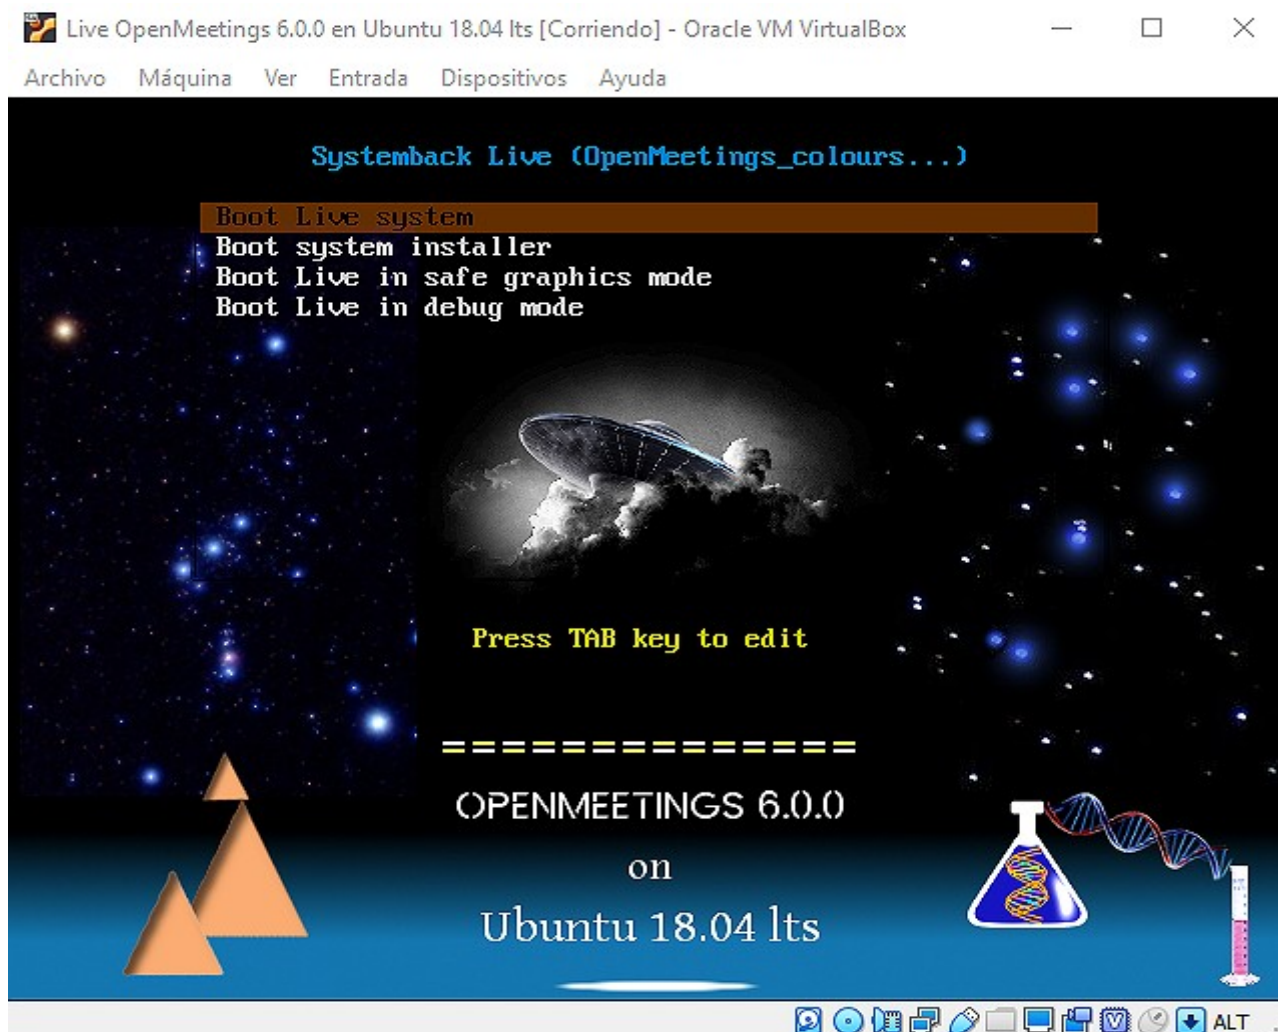 Live OpenMeetings 6.0.0 en Ubuntu 18.04 lts [Corriendo] - Oracle VM VirtualBox
Archivo Máquina Ver Entrada Dispositivos Ayuda
Systemback Live (OpenMeetings_colours...)
Boot Live system
Boot system installer
Boot Live in safe graphics mode
Boot Live in debug mode
Press TAB key to edit
==============
OPENMEETINGS 6.0.0
on
Ubuntu 18.04 lts
ALT